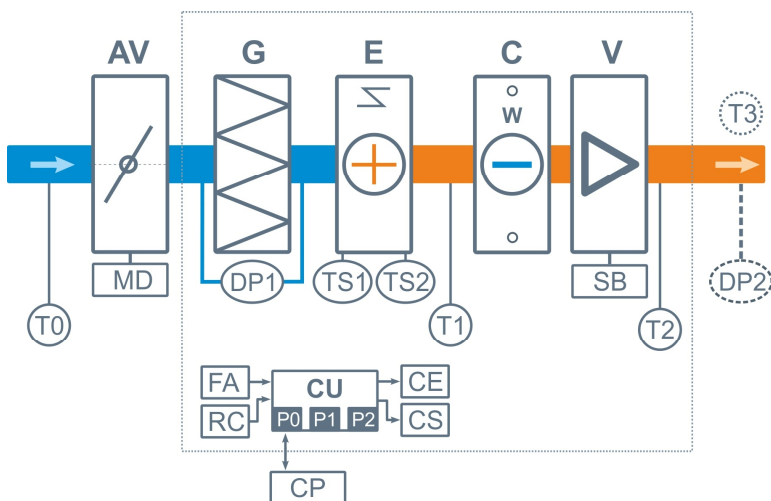 AV G E C V
T3
W
MD DP1 TS1 TS2 SB DP2
T0 T1 T2
FA CU CE
RC P0 P1 P2 CS
CP